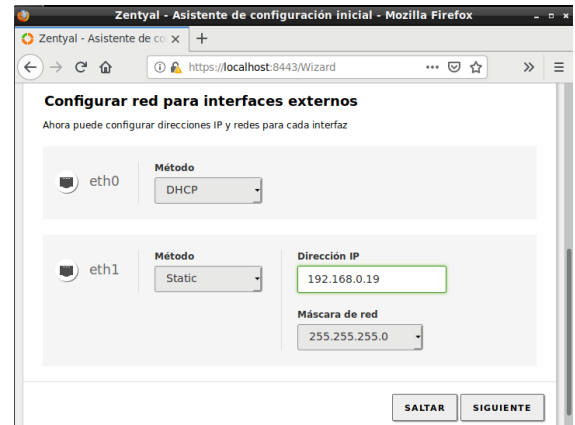 Zentyal - Asistente de configuración inicial - Mozilla Firefox
Zentyal - Asistente de co
https://localhost:8443/Wizard
Configurar red para interfaces externos
Ahora puede configurar direcciones IP y redes para cada interfaz
eth0
Método
DHCP
eth1
Método
Static
Dirección IP
192.168.0.19
Máscara de red
255.255.255.0
SALTAR SIGUIENTE